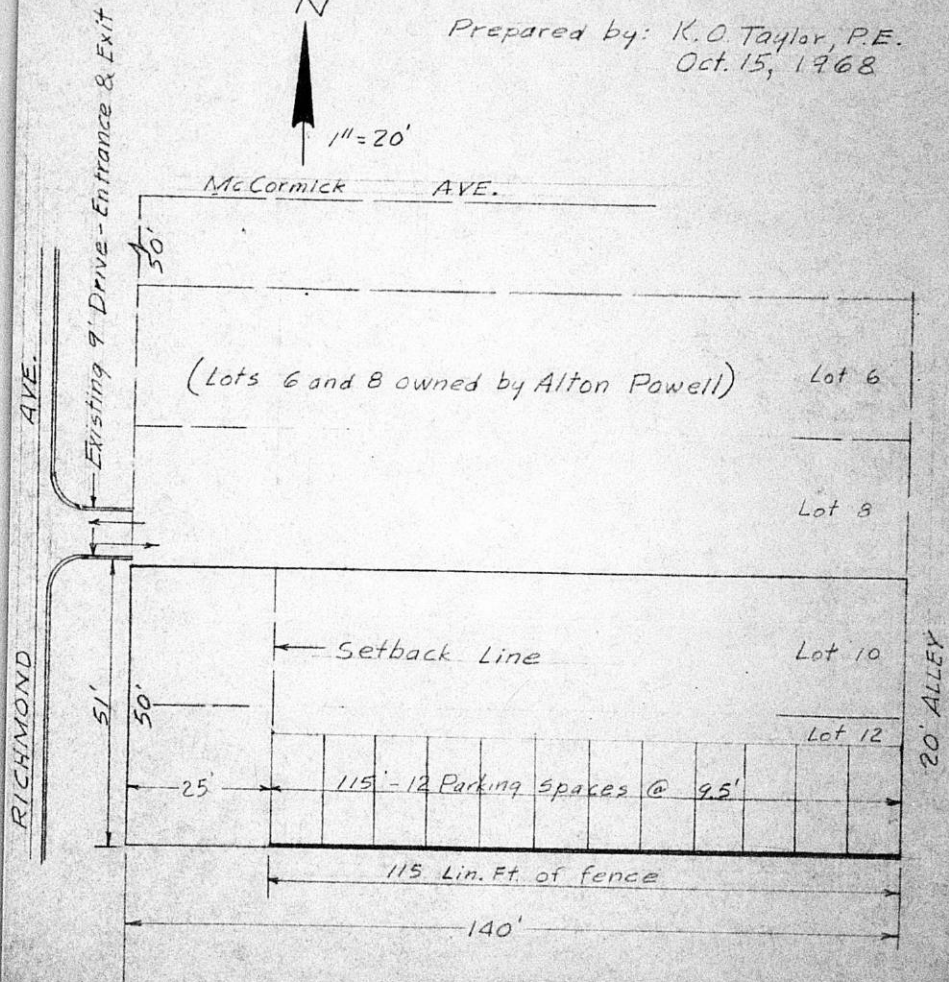 N
Prepared by: K.O. Taylor, P.E.
Oct. 15, 1968
1"=20'
McCormick AVE.
Existing 9' Drive - Entrance & Exit
50'
RICHMOND AVE.
(Lots 6 and 8 owned by Alton Powell)
Lot 6
Lot 8
Setback Line
Lot 10
Lot 12
20' ALLEY
51'
50'
25'
115' - 12 Parking Spaces @ 9.5'
115 Lin. Ft. of fence
140'